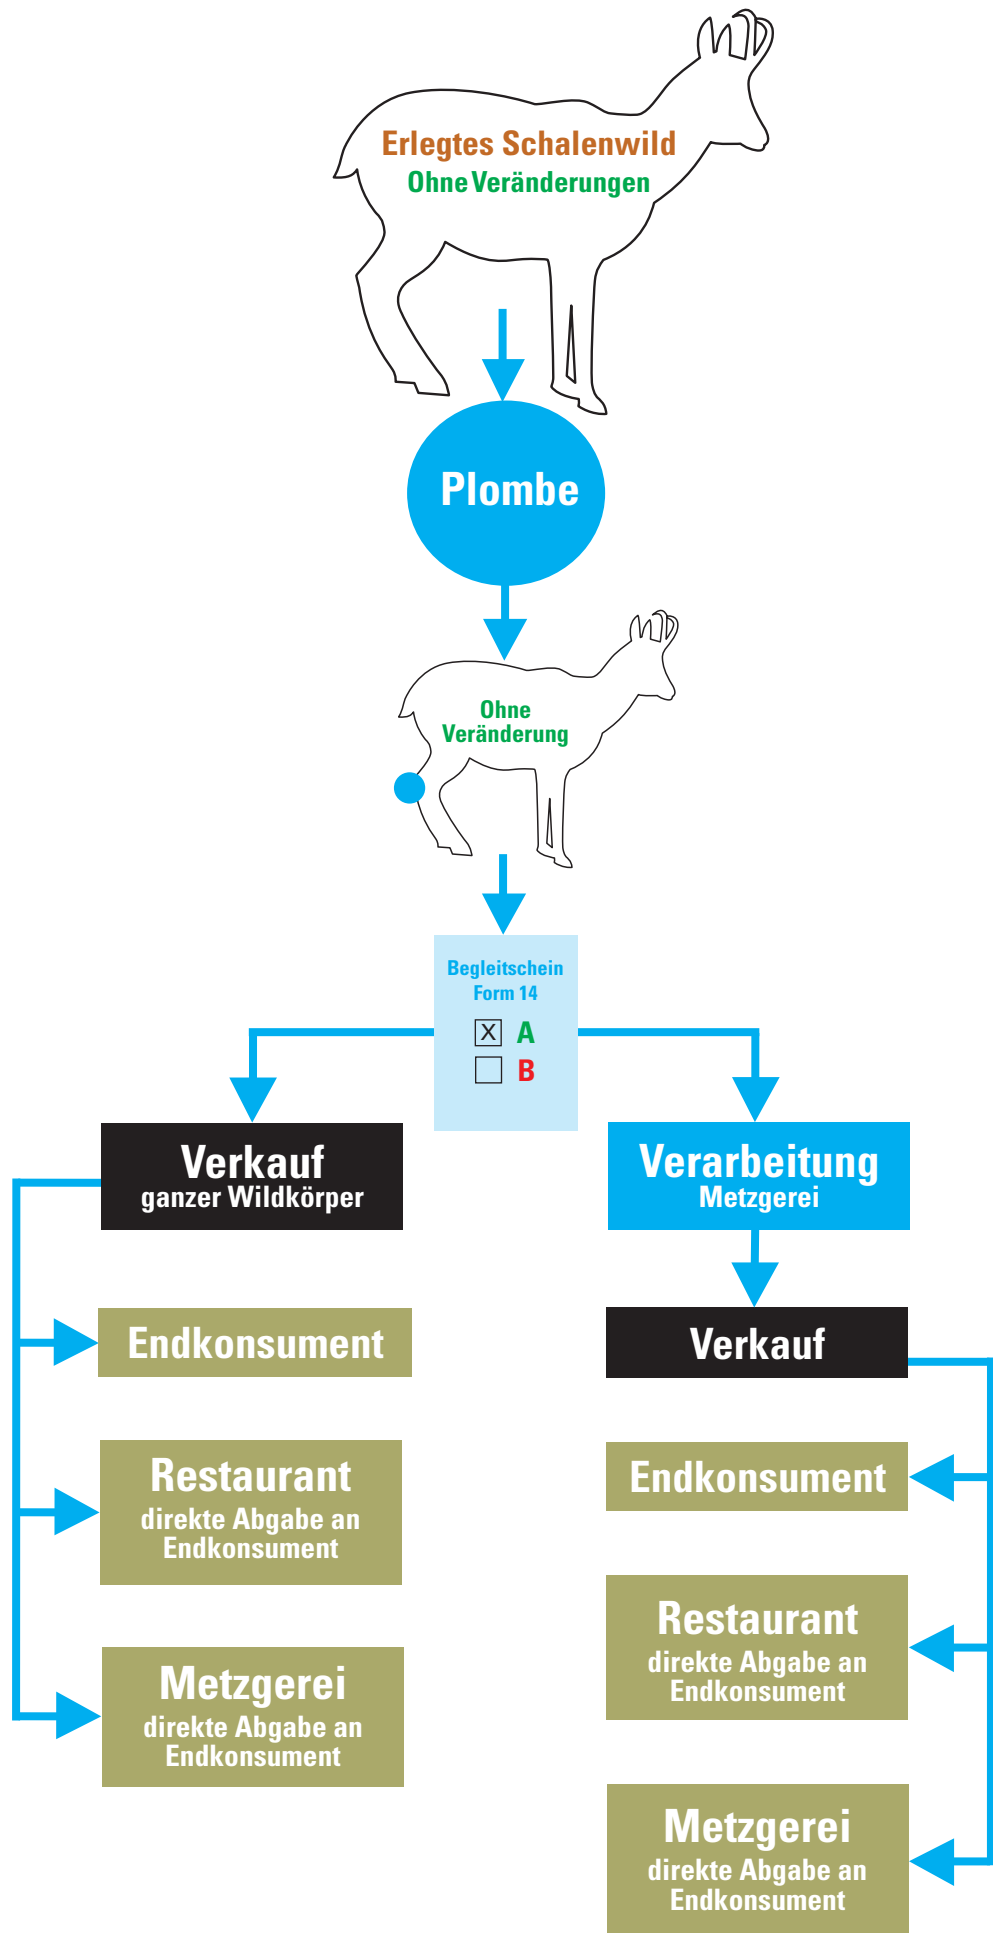 Erlegtes Schalenwild
Ohne Veränderungen
Plombe
Ohne
Veränderung
Begleitschein
Form 14
X A
B
Verkauf
ganzer Wildkörper
Endkonsument
Restaurant
direkte Abgabe an
Endkonsument
Metzgerei
direkte Abgabe an
Endkonsument
Verarbeitung
Metzgerei
Verkauf
Endkonsument
Restaurant
direkte Abgabe an
Endkonsument
Metzgerei
direkte Abgabe an
Endkonsument